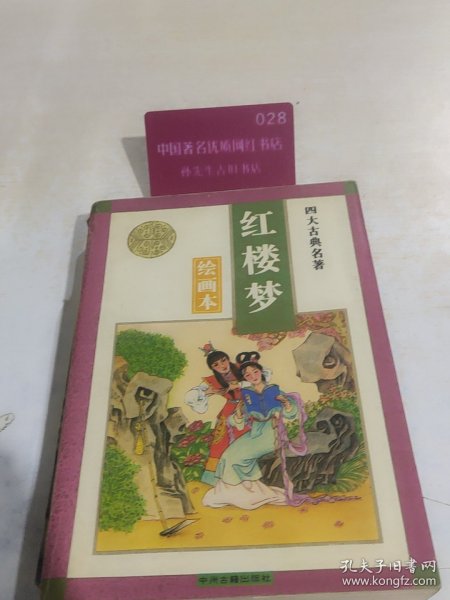 028
中国著名优质网红书店
孙先生古旧书店
四大古典名著
红楼梦
绘画本
中州古籍出版社
孔夫子旧书网
www.kongfz.com